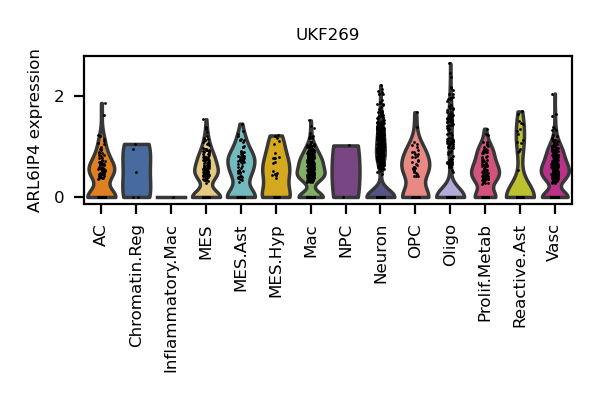 UKF269
ARL6IP4 expression
2
0
AC
Chromatin.Reg
Inflammatory.Mac
MES
MES.Ast
MES.Hyp
Mac
NPC
Neuron
OPC
Oligo
Prolif.Metab
Reactive.Ast
Vasc